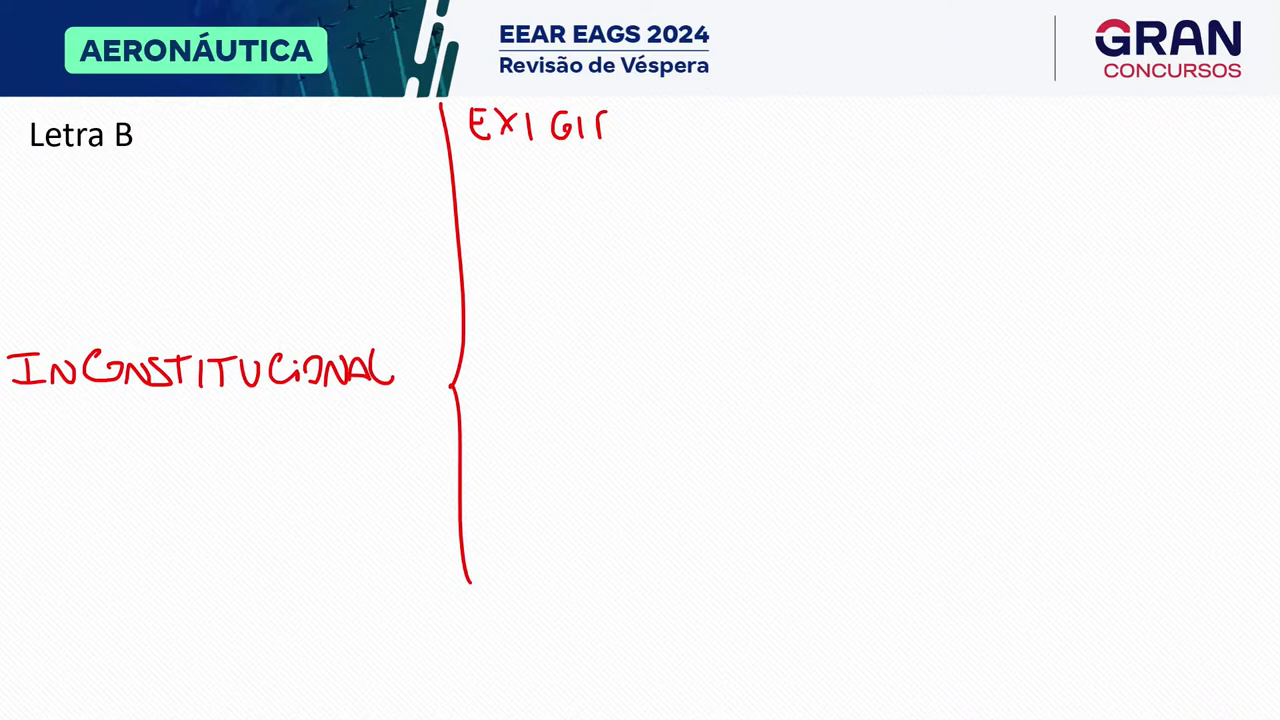 AERONÁUTICA
EEAR EAGS 2024
Revisão de Véspera
GRAN
CONCURSOS
Letra B
EXIGIR
INCONSTITUCIONAL